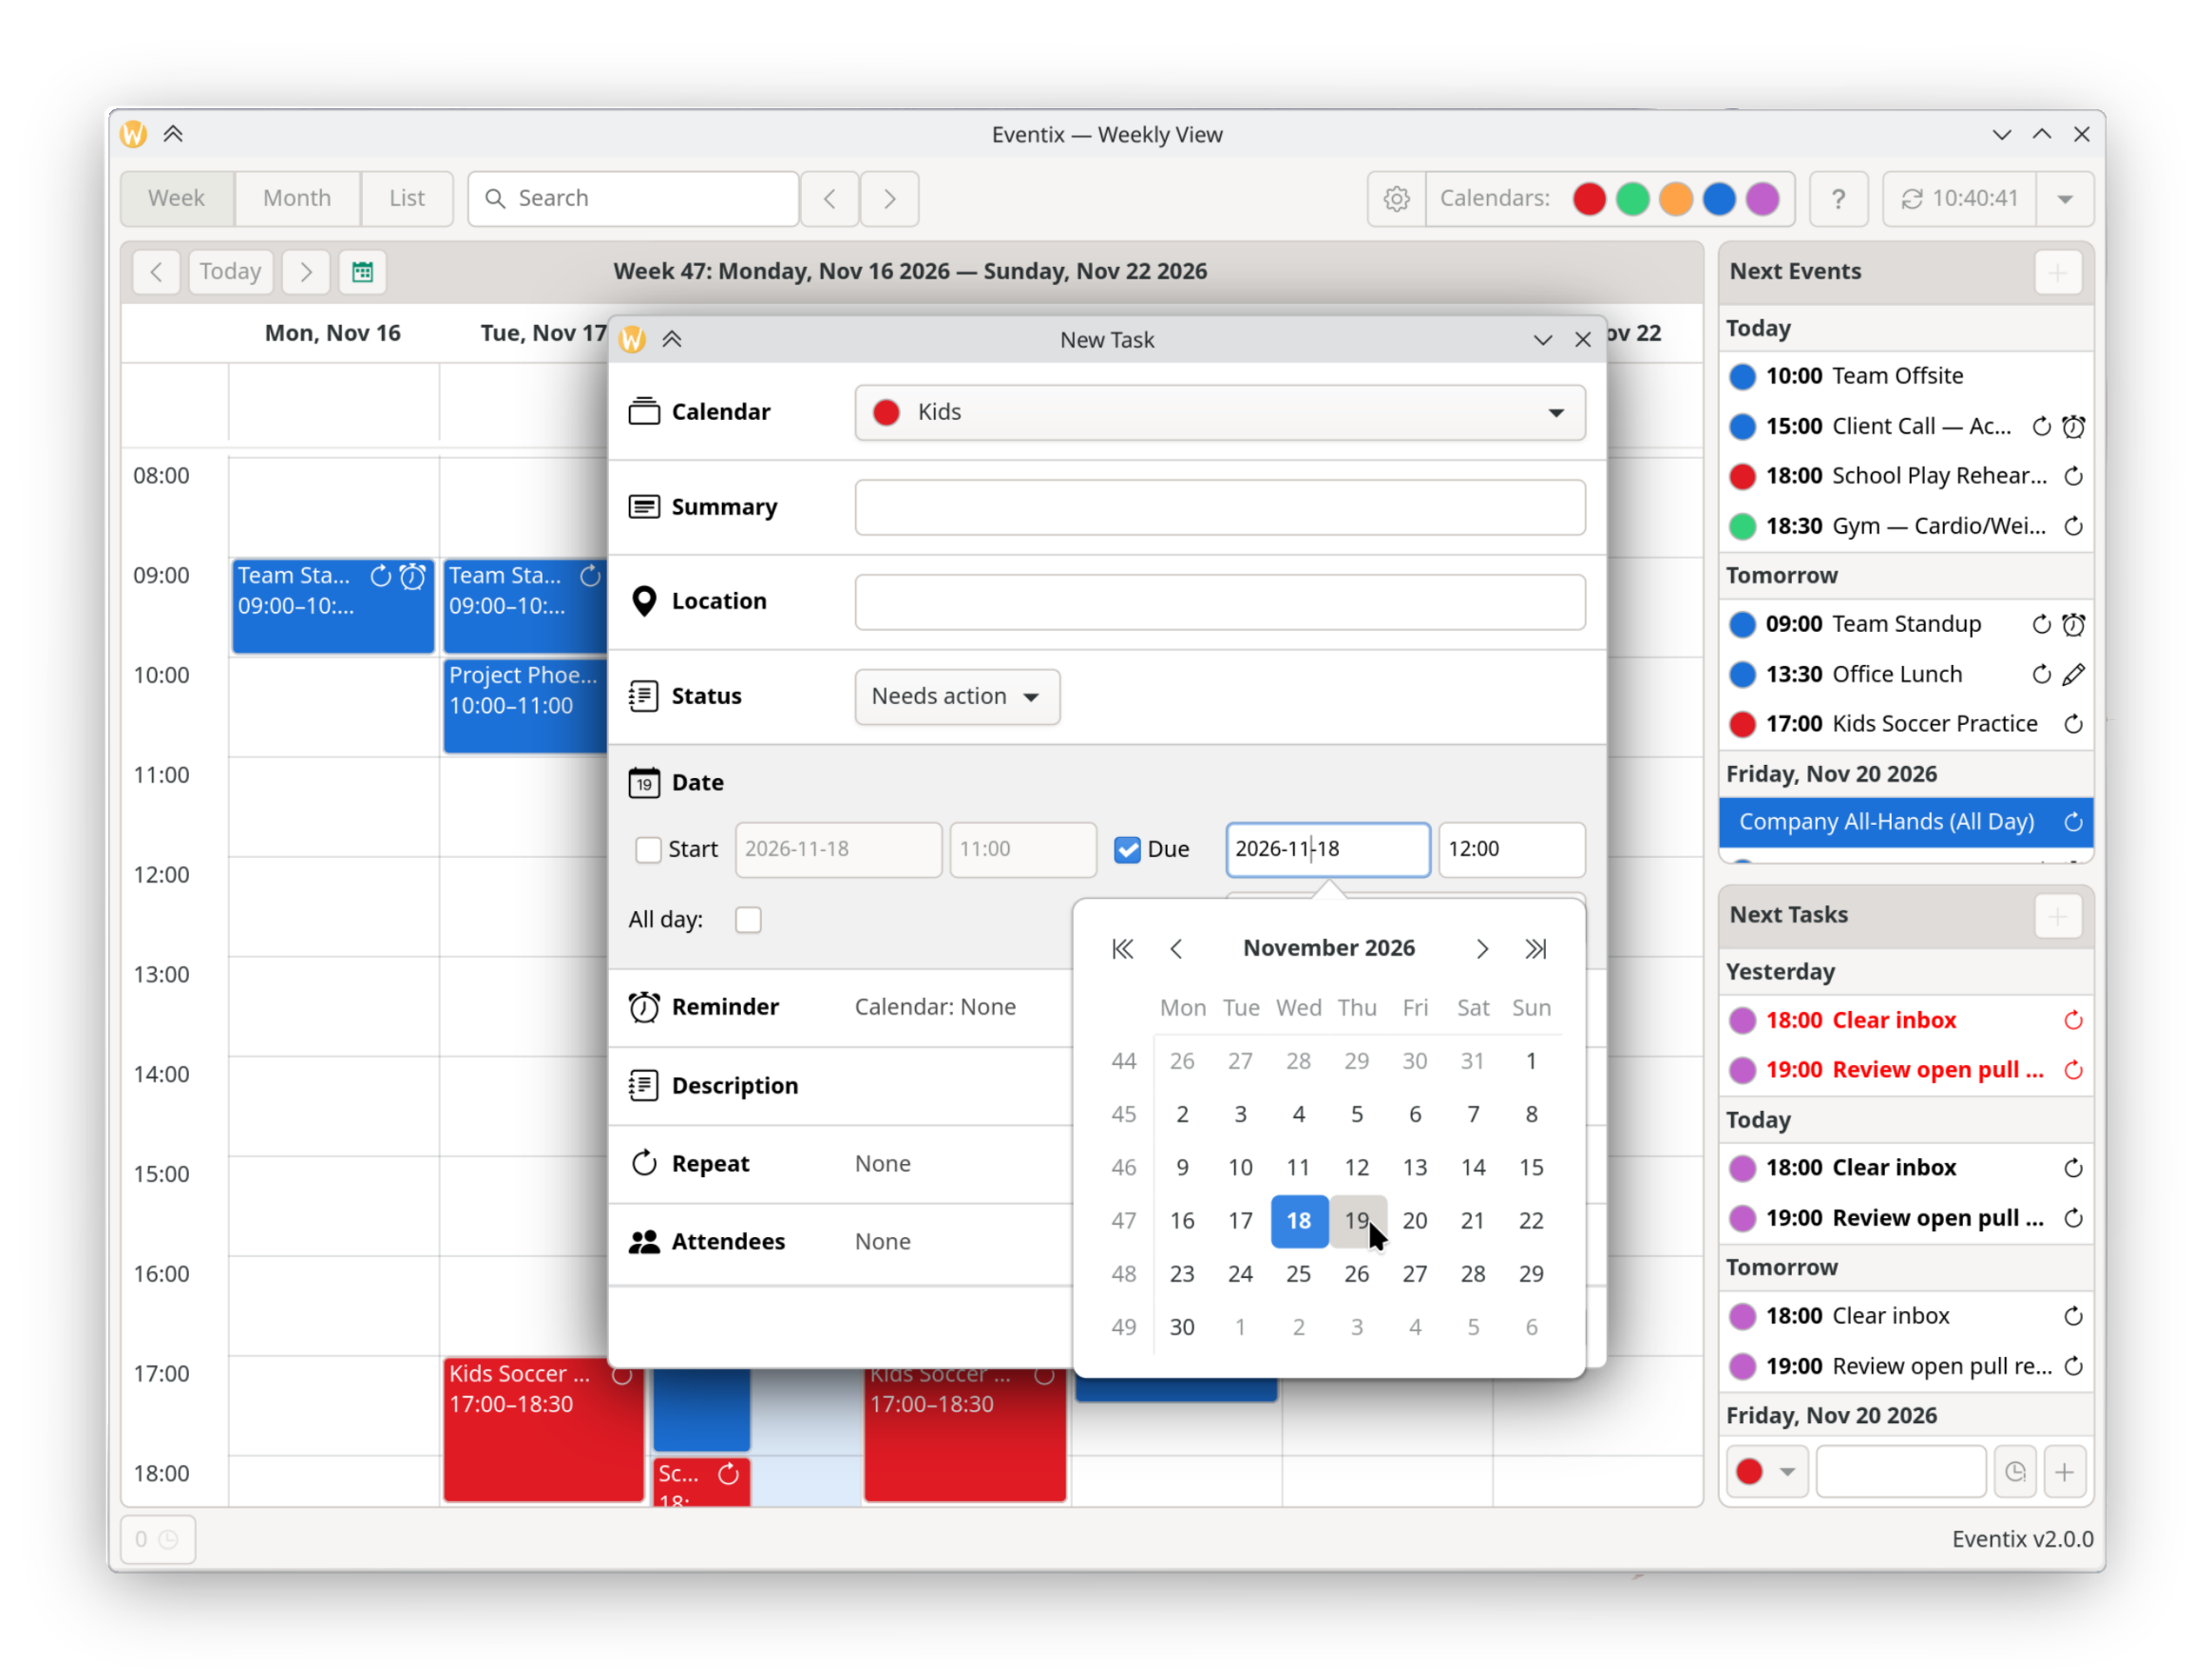 Eventix — Weekly View
Week Month List Search Calendars: ? 10:40:41
Today Week 47: Monday, Nov 16 2026 — Sunday, Nov 22 2026
Mon, Nov 16 Tue, Nov 17 ov 22
08:00
09:00
10:00
11:00
12:00
13:00
14:00
15:00
16:00
17:00
18:00
Team Sta...
09:00–10:...
Team Sta...
09:00–10:...
Project Phoe...
10:00–11:00
Kids Soccer ...
17:00–18:30
Sc...
18:
Kids Soccer ...
17:00–18:30
New Task
Calendar Kids
Summary
Location
Status Needs action
19 Date
Start 2026-11-18 11:00 Due 2026-11-18 12:00
All day:
Reminder Calendar: None
Description
Repeat None
Attendees None
November 2026
Mon Tue Wed Thu Fri Sat Sun
44 26 27 28 29 30 31 1
45 2 3 4 5 6 7 8
46 9 10 11 12 13 14 15
47 16 17 18 19 20 21 22
48 23 24 25 26 27 28 29
49 30 1 2 3 4 5 6
Next Events
Today
10:00 Team Offsite
15:00 Client Call — Ac...
18:00 School Play Rehear...
18:30 Gym — Cardio/Wei...
Tomorrow
09:00 Team Standup
13:30 Office Lunch
17:00 Kids Soccer Practice
Friday, Nov 20 2026
Company All-Hands (All Day)
Next Tasks
Yesterday
18:00 Clear inbox
19:00 Review open pull ...
Today
18:00 Clear inbox
19:00 Review open pull ...
Tomorrow
18:00 Clear inbox
19:00 Review open pull re...
Friday, Nov 20 2026
0
Eventix v2.0.0